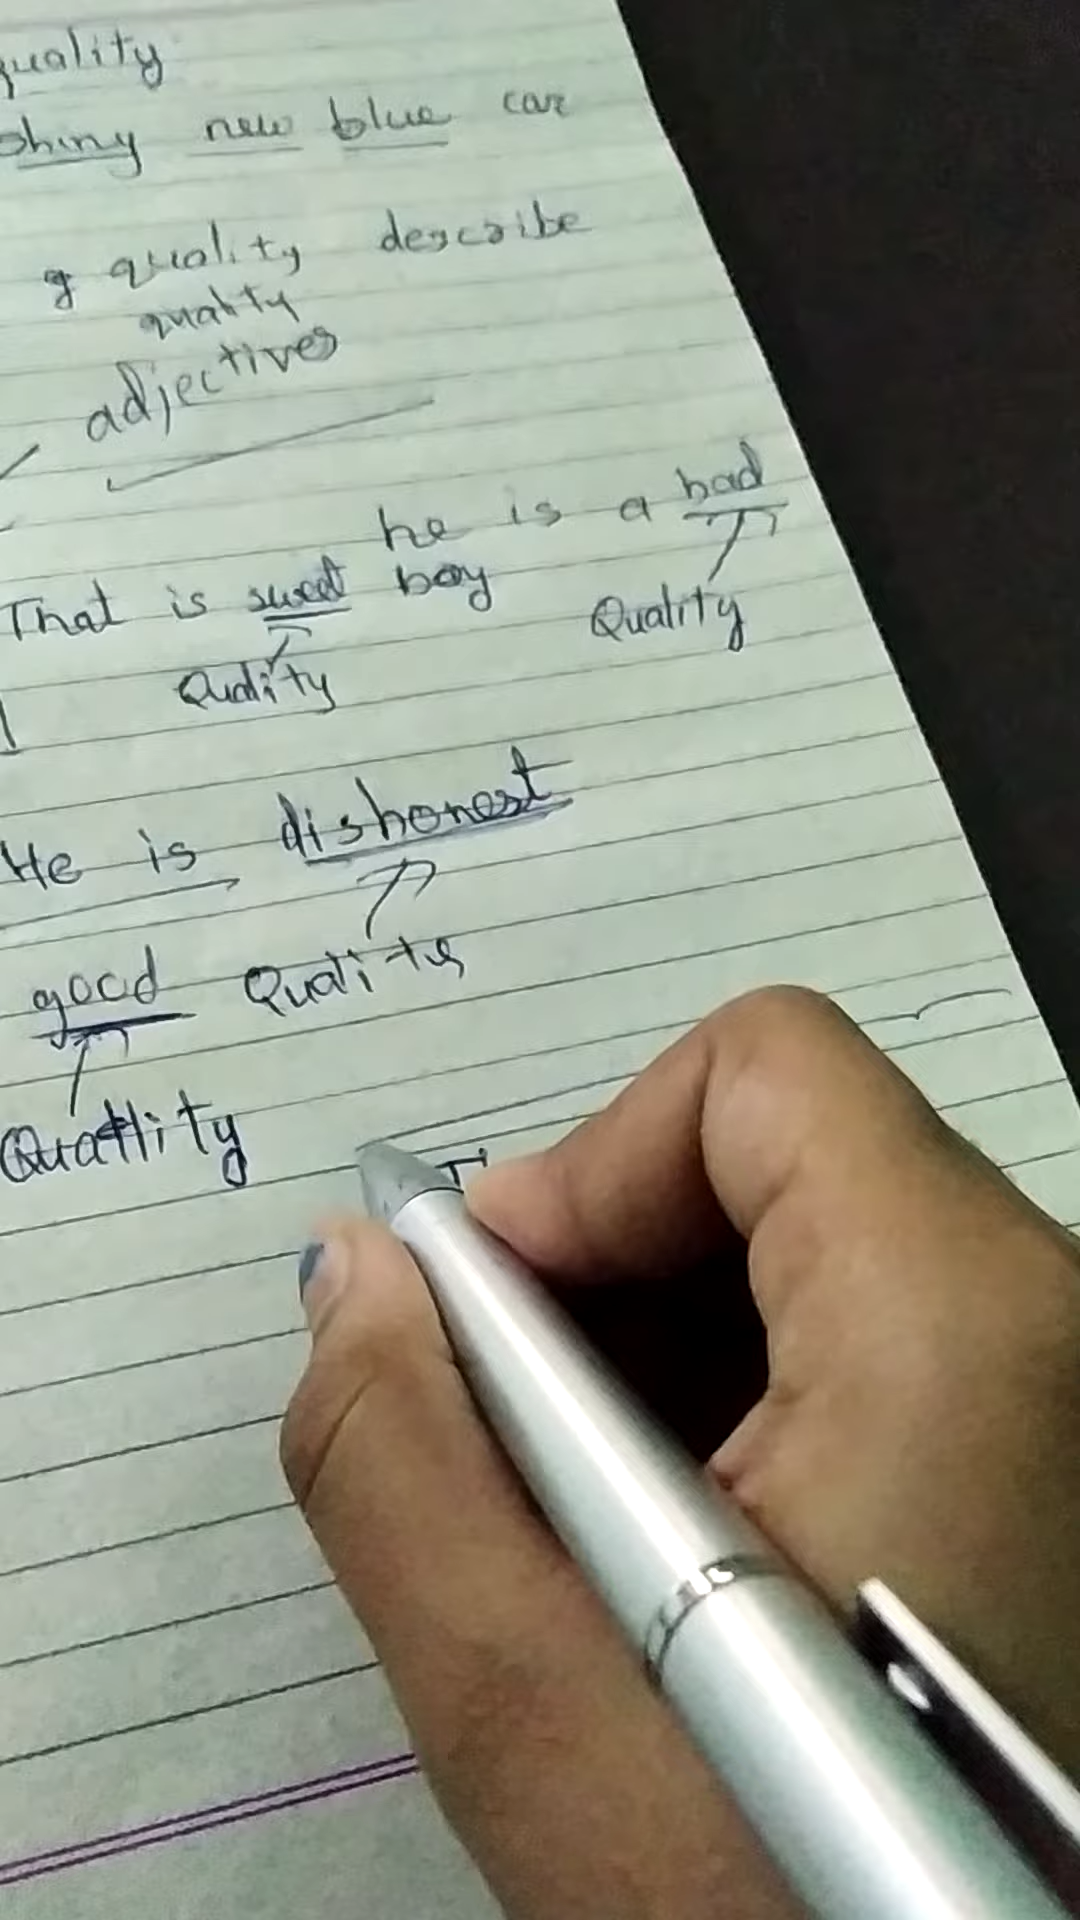 quality
shiny new blue car
g quality describe
quality
adjectives
he is a bad
That is sweet boy
Quality
Quality
He is dishonest
good Quality
Quality